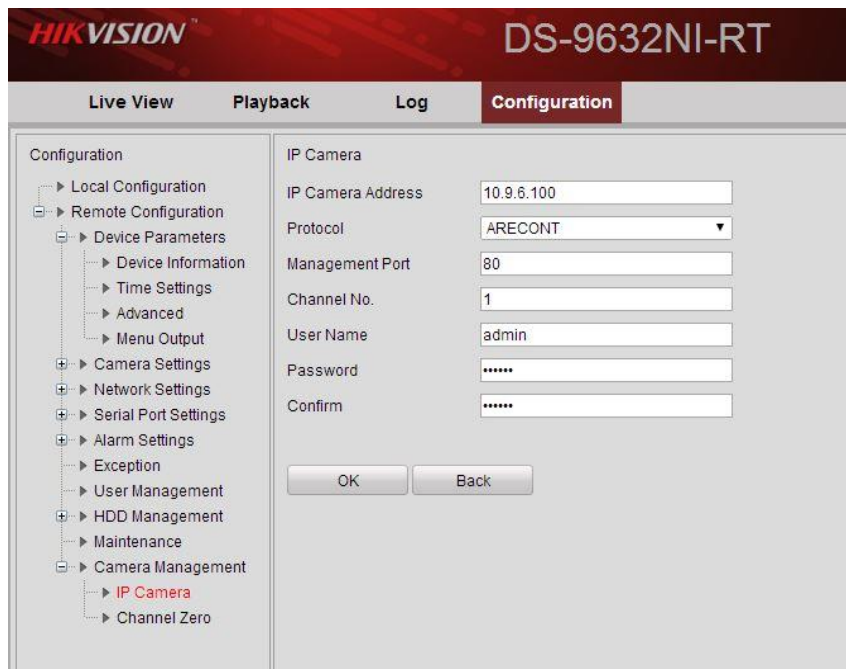 HIKVISION™
DS-9632NI-RT
Live View Playback Log Configuration
Configuration
Local Configuration
Remote Configuration
Device Parameters
Device Information
Time Settings
Advanced
Menu Output
Camera Settings
Network Settings
Serial Port Settings
Alarm Settings
Exception
User Management
HDD Management
Maintenance
Camera Management
IP Camera
Channel Zero
IP Camera
IP Camera Address 10.9.6.100
Protocol ARECONT
Management Port 80
Channel No. 1
User Name admin
Password ••••••
Confirm ••••••
OK Back